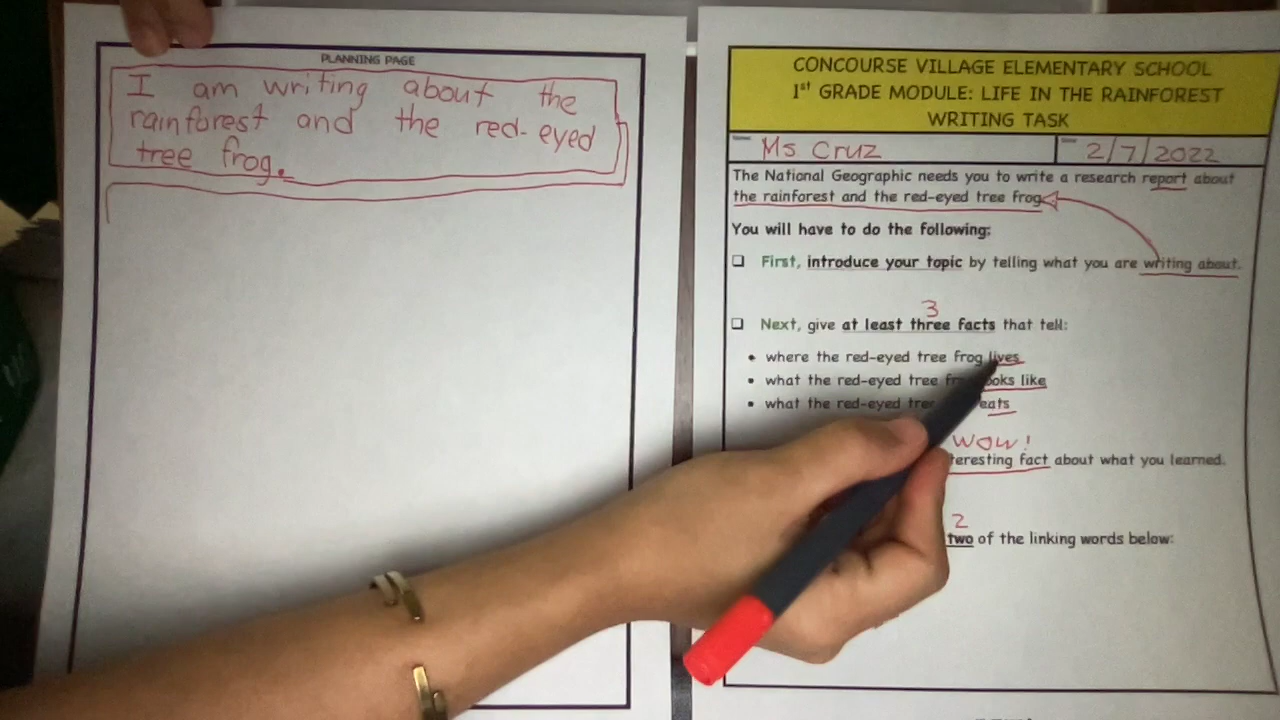 PLANNING PAGE
I am writing about the
rainforest and the red-eyed
tree frog.
CONCOURSE VILLAGE ELEMENTARY SCHOOL
1st GRADE MODULE: LIFE IN THE RAINFOREST
WRITING TASK
Ms Cruz
2/7/2022
The National Geographic needs you to write a research report about
the rainforest and the red-eyed tree frog
You will have to do the following:
First, introduce your topic by telling what you are writing about.
3
Next, give at least three facts that tell:
where the red-eyed tree frog lives
what the red-eyed tree looks like
what the red-eyed tree eats
WOW!
interesting fact about what you learned.
2
two of the linking words below: